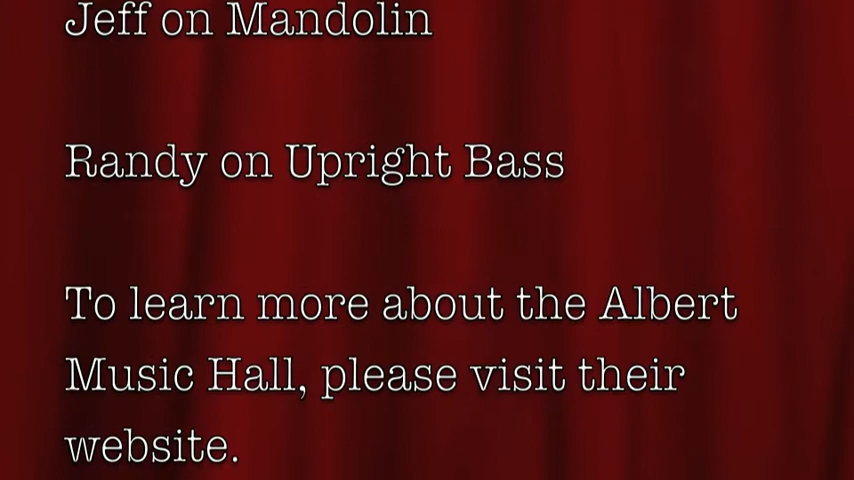 Jeff on Mandolin
Randy on Upright Bass
To learn more about the Albert
Music Hall, please visit their
website.